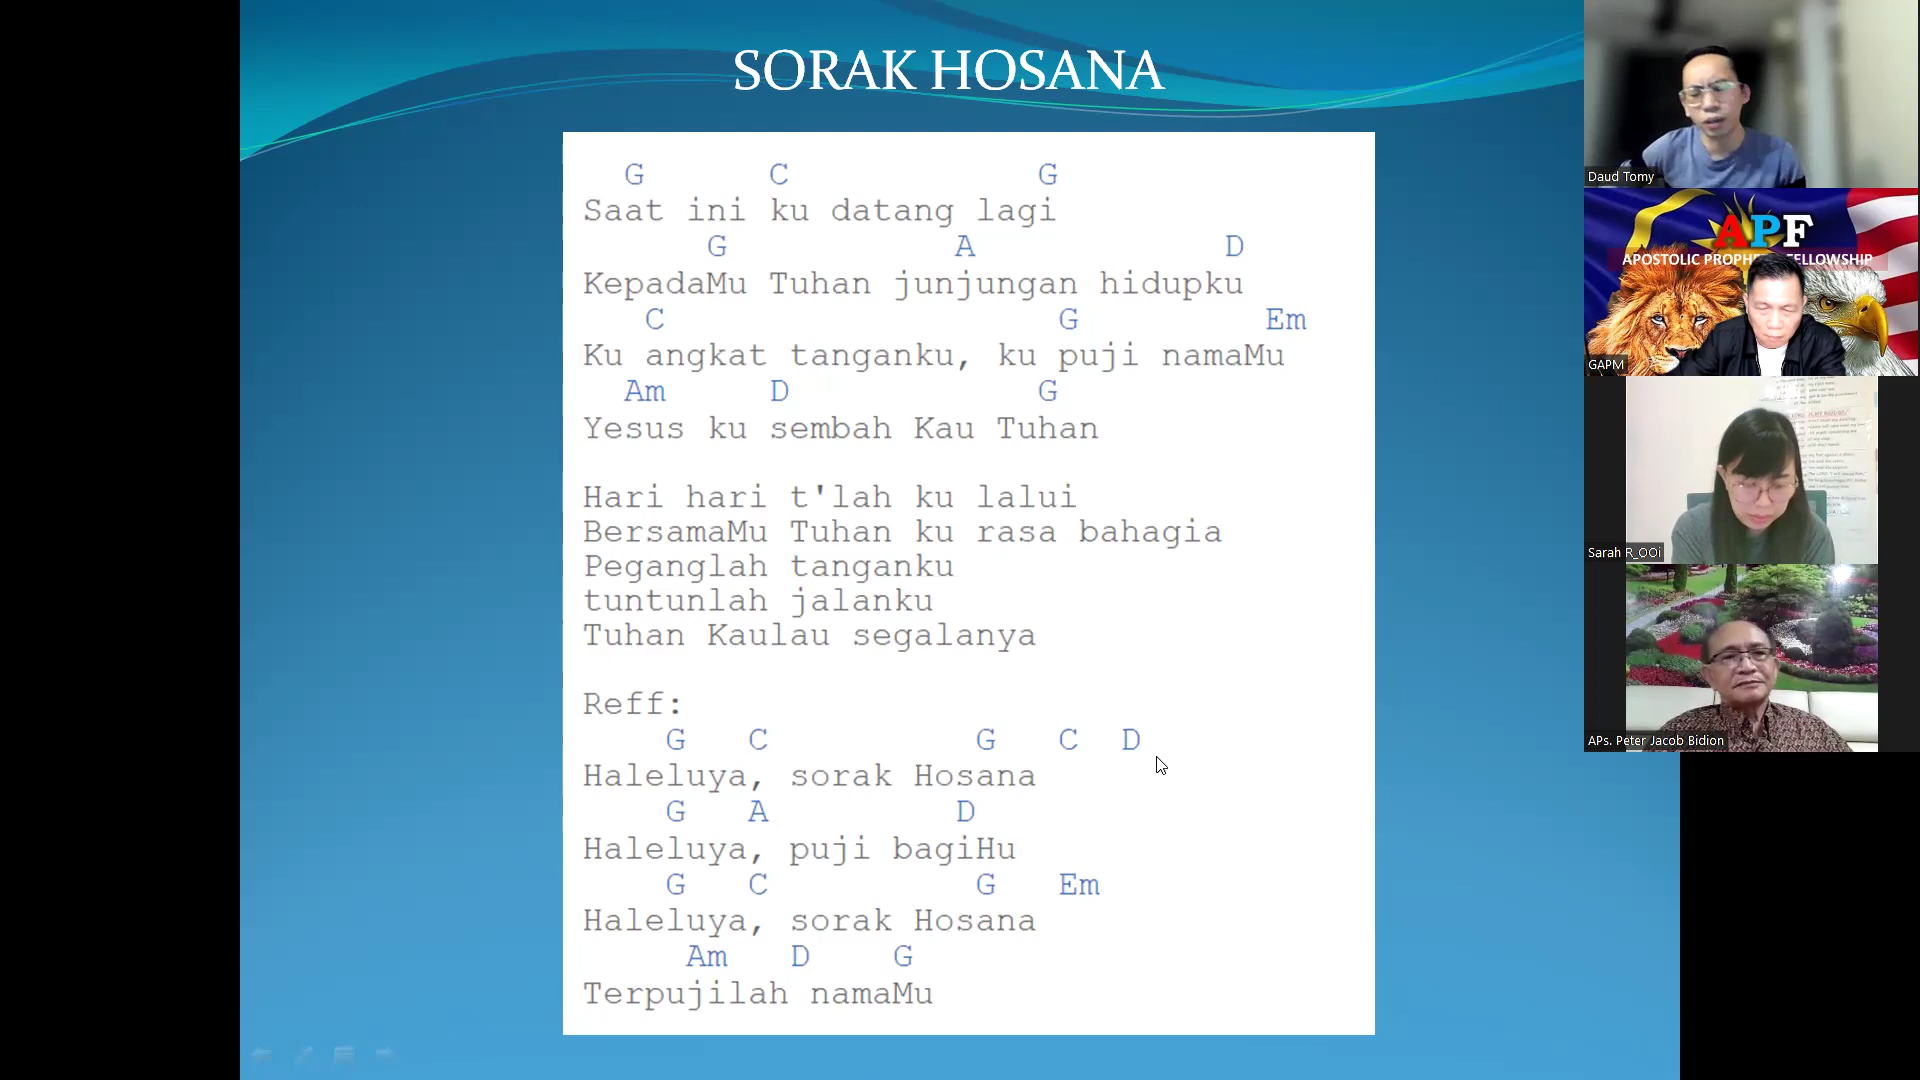 SORAK HOSANA
G C G
Saat ini ku datang lagi
G A D
KepadaMu Tuhan junjungan hidupku
C G Em
Ku angkat tanganku, ku puji namaMu
Am D G
Yesus ku sembah Kau Tuhan
Hari hari t'lah ku lalui
BersamaMu Tuhan ku rasa bahagia
Peganglah tanganku
tuntunlah jalanku
Tuhan Kaulau segalanya
Reff:
G C G C D
Haleluya, sorak Hosana
G A D
Haleluya, puji bagiHu
G C G Em
Haleluya, sorak Hosana
Am D G
Terpujilah namaMu
Daud Tomy
APF
APOSTOLIC PROPHE FELLOWSHIP
GAPM
Sarah R_OOi
APs. Peter Jacob Bidion